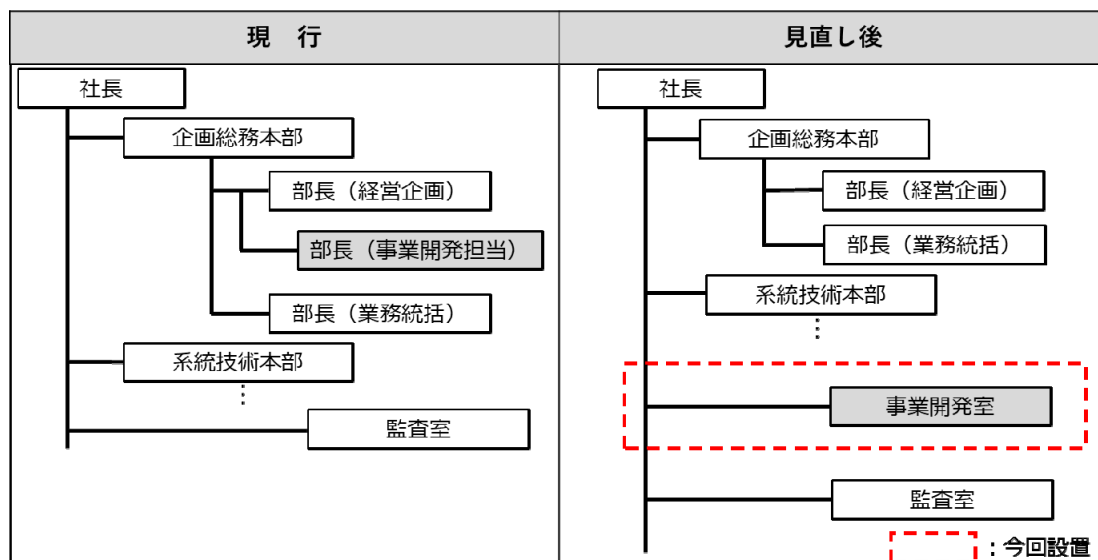 現　行
社長
企画総務本部
部長（経営企画）
部長（事業開発担当）
部長（業務統括）
系統技術本部
監査室
見直し後
社長
企画総務本部
部長（経営企画）
部長（業務統括）
系統技術本部
事業開発室
監査室
：今回設置